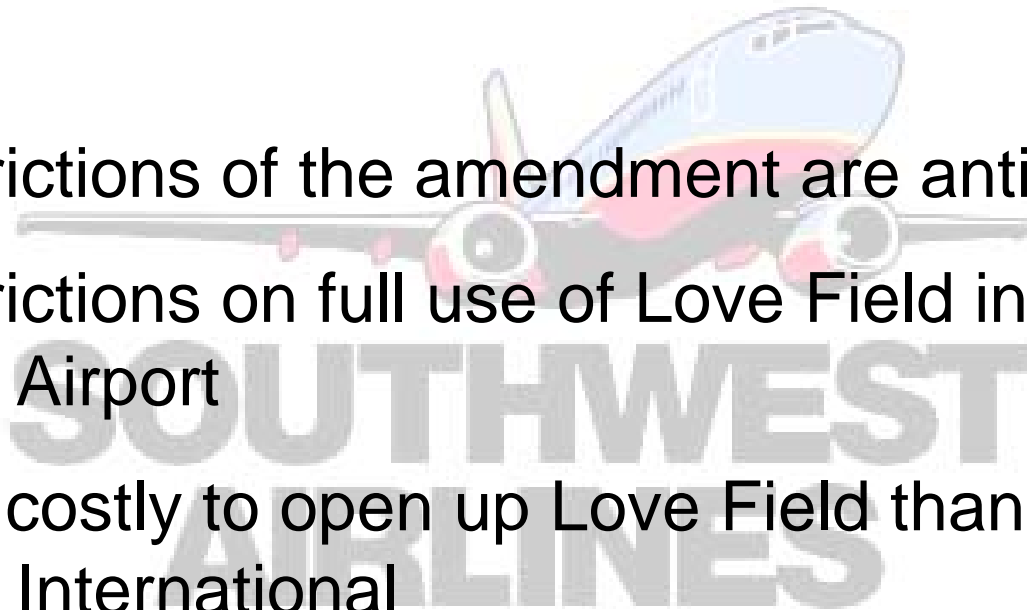 rictions of the amendment are anti
rictions on full use of Love Field in
Airport
costly to open up Love Field than
International
SOUTHWEST
AIRLINES